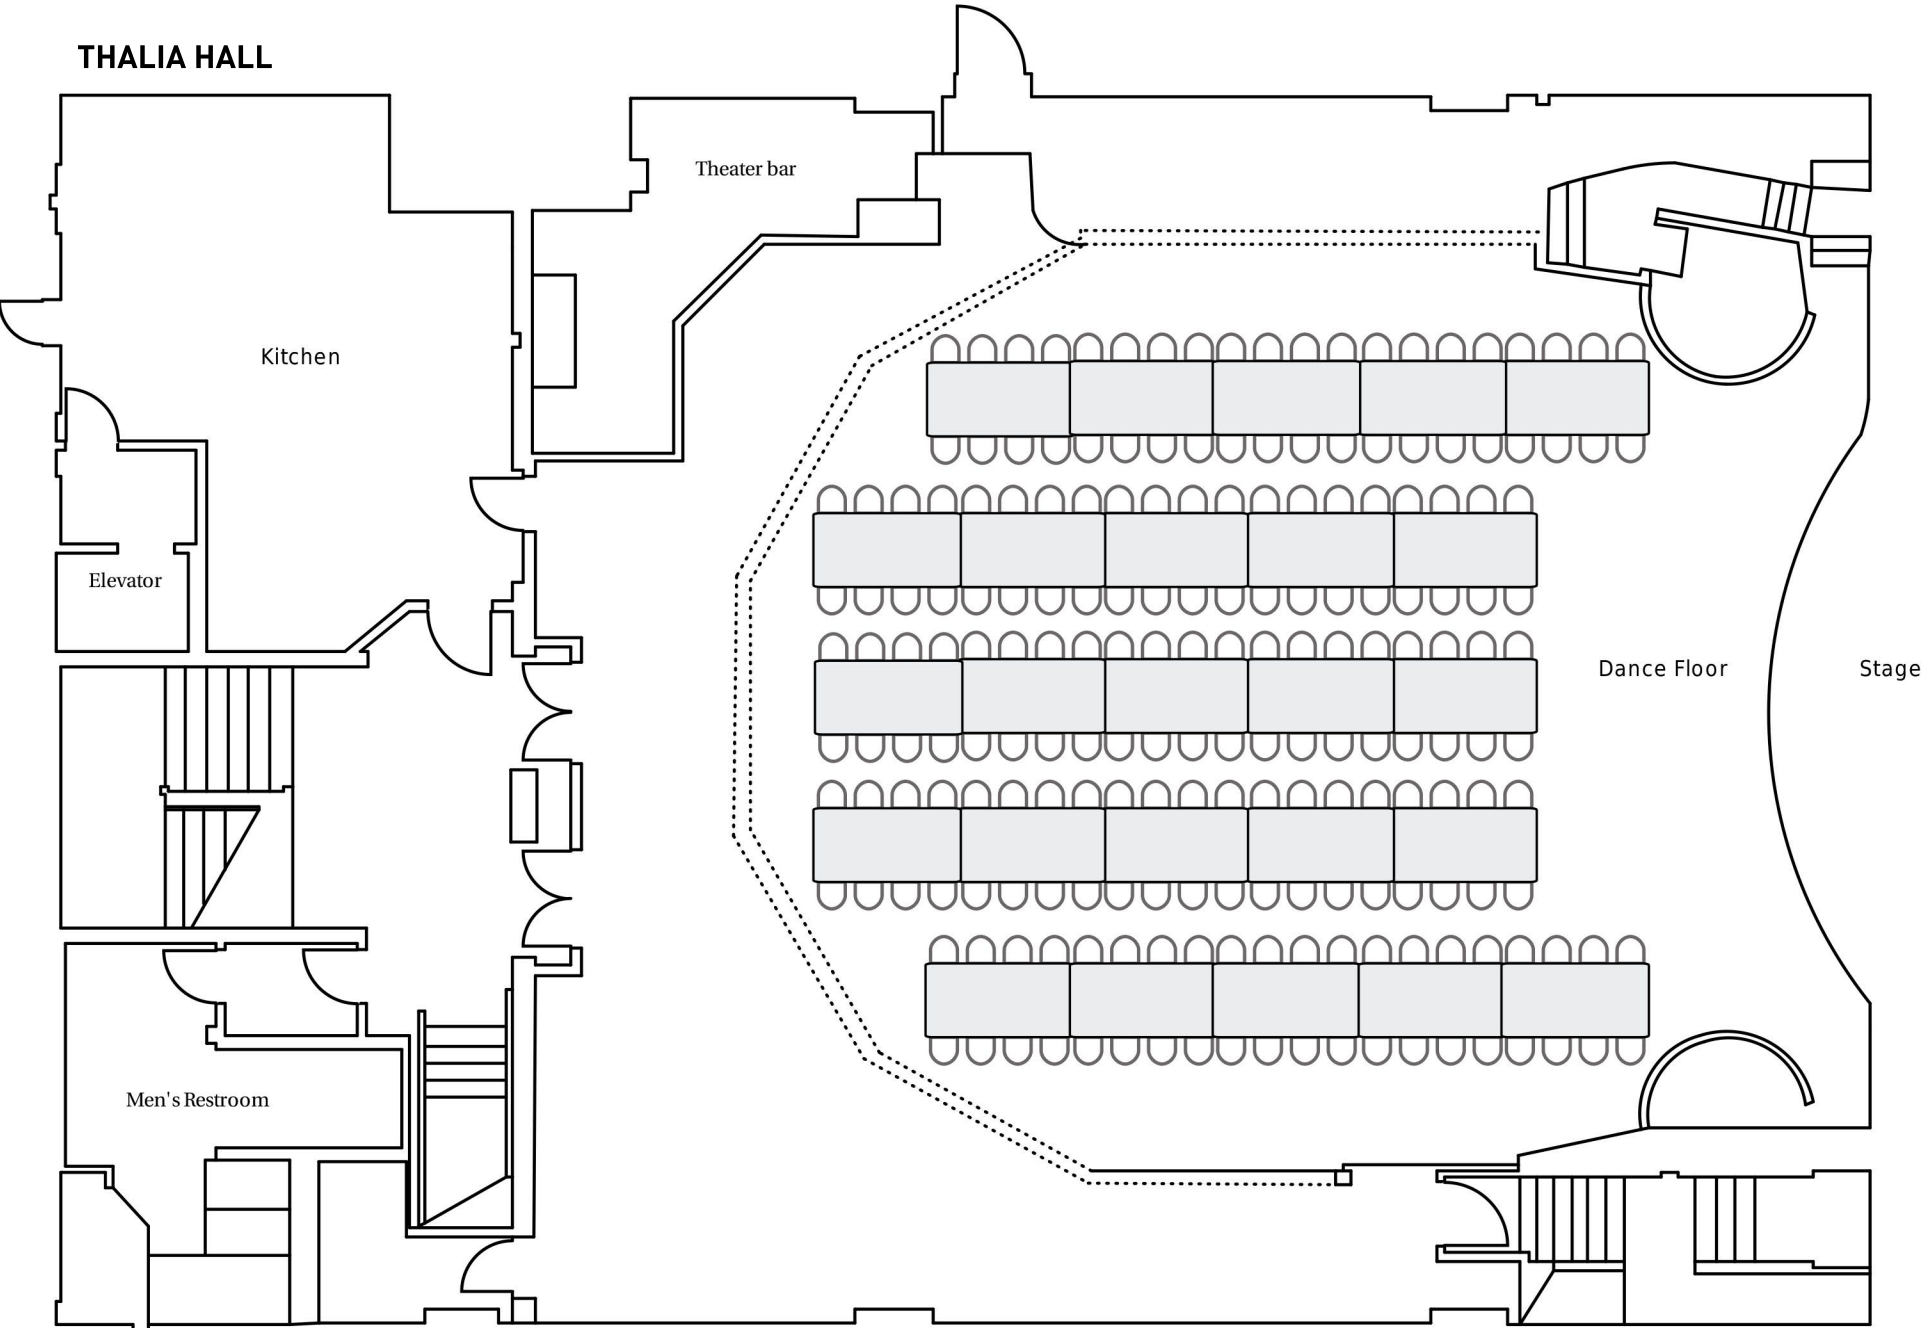 THALIA HALL
Theater bar
Kitchen
Elevator
Dance Floor
Stage
Men's Restroom